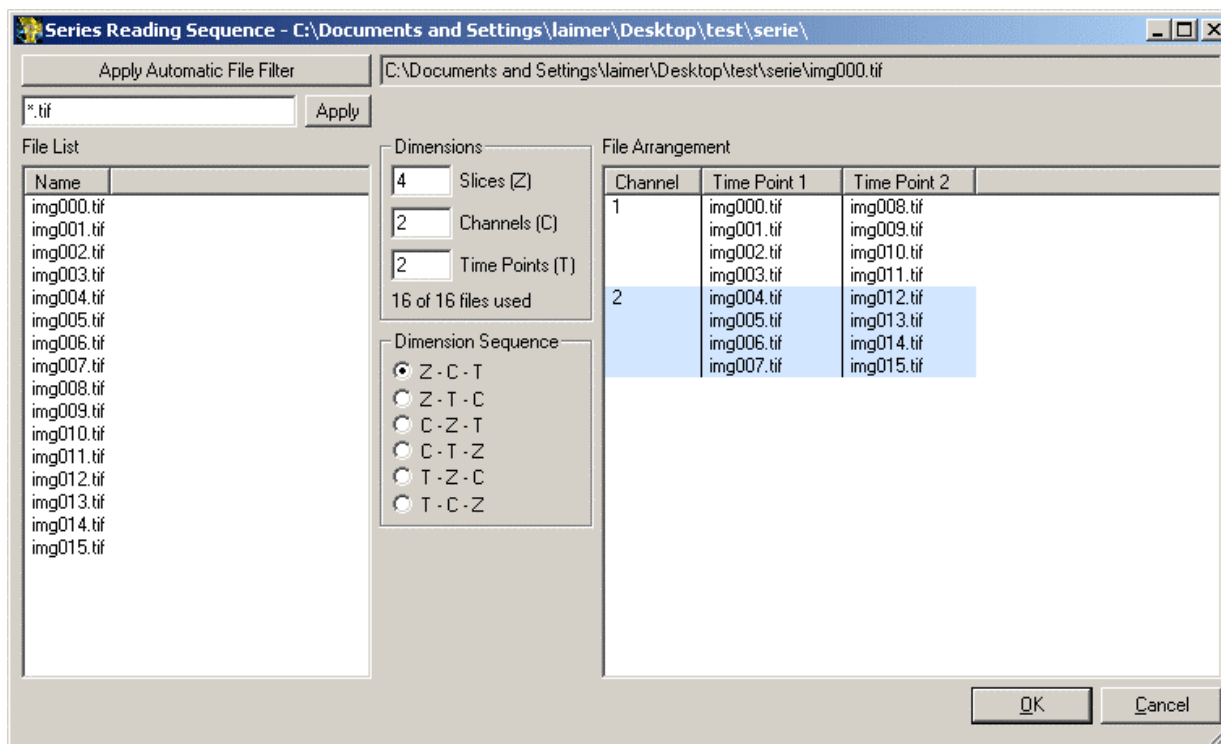 Series Reading Sequence - C:\Documents and Settings\laimer\Desktop\test\serie\
Apply Automatic File Filter
C:\Documents and Settings\laimer\Desktop\test\serie\img000.tif
*.tif
Apply
File List
Name
img000.tif
img001.tif
img002.tif
img003.tif
img004.tif
img005.tif
img006.tif
img007.tif
img008.tif
img009.tif
img010.tif
img011.tif
img012.tif
img013.tif
img014.tif
img015.tif
Dimensions
4 Slices (Z)
2 Channels (C)
2 Time Points (T)
16 of 16 files used
Dimension Sequence
Z - C - T
Z - T - C
C - Z - T
C - T - Z
T - Z - C
T - C - Z
File Arrangement
Channel Time Point 1 Time Point 2
1 img000.tif img008.tif
img001.tif img009.tif
img002.tif img010.tif
img003.tif img011.tif
2 img004.tif img012.tif
img005.tif img013.tif
img006.tif img014.tif
img007.tif img015.tif
OK
Cancel